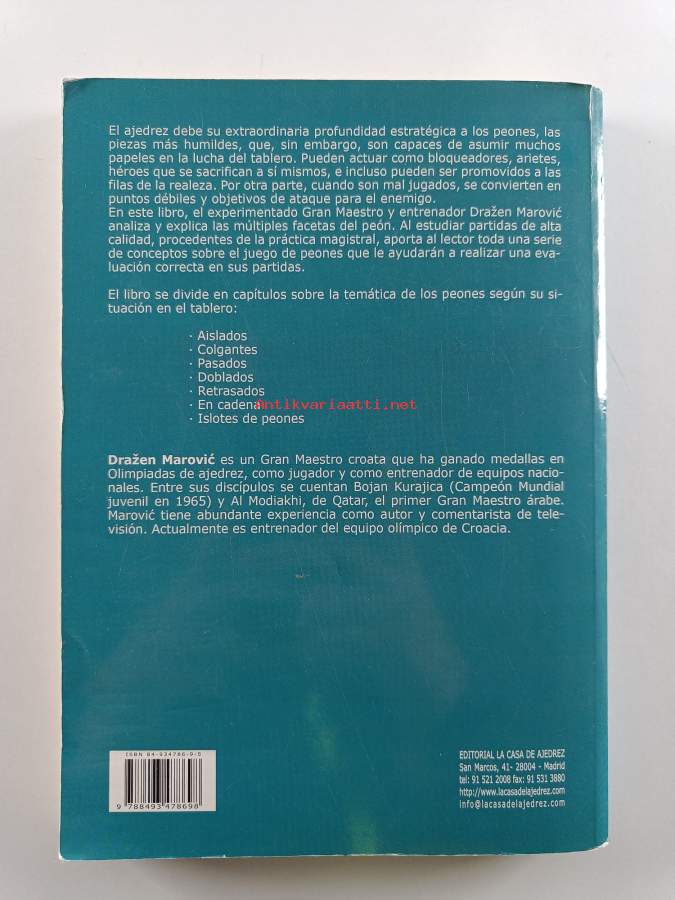 El ajedrez debe su extraordinaria profundidad estratégica a los peones, las
piezas más humildes, que, sin embargo, son capaces de asumir muchos
papeles en la lucha del tablero. Pueden actuar como bloqueadores, arietes,
héroes que se sacrifican a sí mismos, e incluso pueden ser promovidos a las
filas de la realeza. Por otra parte, cuando son mal jugados, se convierten en
puntos débiles y objetivos de ataque para el enemigo.
En este libro, el experimentado Gran Maestro y entrenador Dražen Marović
analiza y explica las múltiples facetas del peón. Al estudiar partidas de alta
calidad, procedentes de la práctica magistral, aporta al lector toda una serie
de conceptos sobre el juego de peones que le ayudarán a realizar una eva-
luación correcta en sus partidas.
El libro se divide en capítulos sobre la temática de los peones según su si-
tuación en el tablero:
· Aislados
· Colgantes
· Pasados
· Doblados
· Retrasados
· En cadena
Antikvariaatti.net
· Islotes de peones
Dražen Marović es un Gran Maestro croata que ha ganado medallas en
Olimpiadas de ajedrez, como jugador y como entrenador de equipos nacio-
nales. Entre sus discípulos se cuentan Bojan Kurajica (Campeón Mundial
juvenil en 1965) y Al Modiakhi, de Qatar, el primer Gran Maestro árabe.
Marović tiene abundante experiencia como autor y comentarista de tele-
visión. Actualmente es entrenador del equipo olímpico de Croacia.
ISBN 84-934786-9-5
9 788493 478698
EDITORIAL LA CASA DE AJEDREZ
San Marcos, 41- 28004 - Madrid
tel: 91 521 2008 fax: 91 531 3880
http://www.lacasadelajedrez.com
info@lacasadelajedrez.com